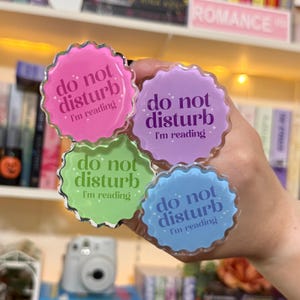 ROMANCE
do not
disturb
I'm reading
do not
disturb
I'm reading
do not
disturb
I'm reading
do not
disturb
I'm reading